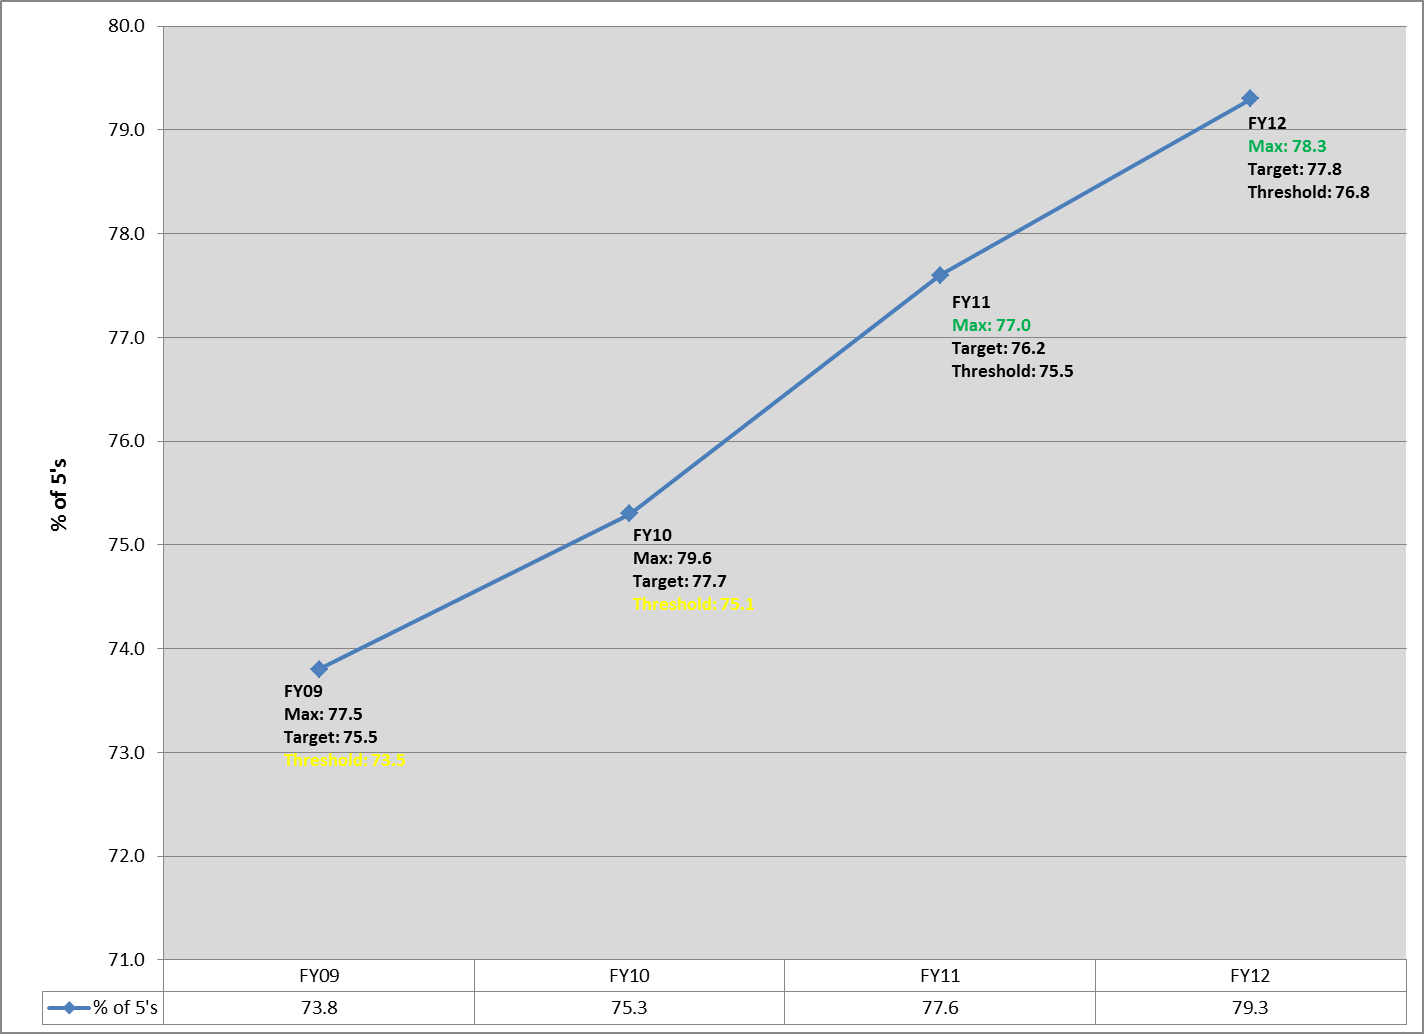 80.0
79.0
78.0
77.0
76.0
75.0
74.0
73.0
72.0
71.0
% of 5's
FY12
Max: 78.3
Target: 77.8
Threshold: 76.8
FY11
Max: 77.0
Target: 76.2
Threshold: 75.5
FY10
Max: 79.6
Target: 77.7
Threshold: 75.1
FY09
Max: 77.5
Target: 75.5
Threshold: 73.5
FY09 FY10 FY11 FY12
% of 5's 73.8 75.3 77.6 79.3